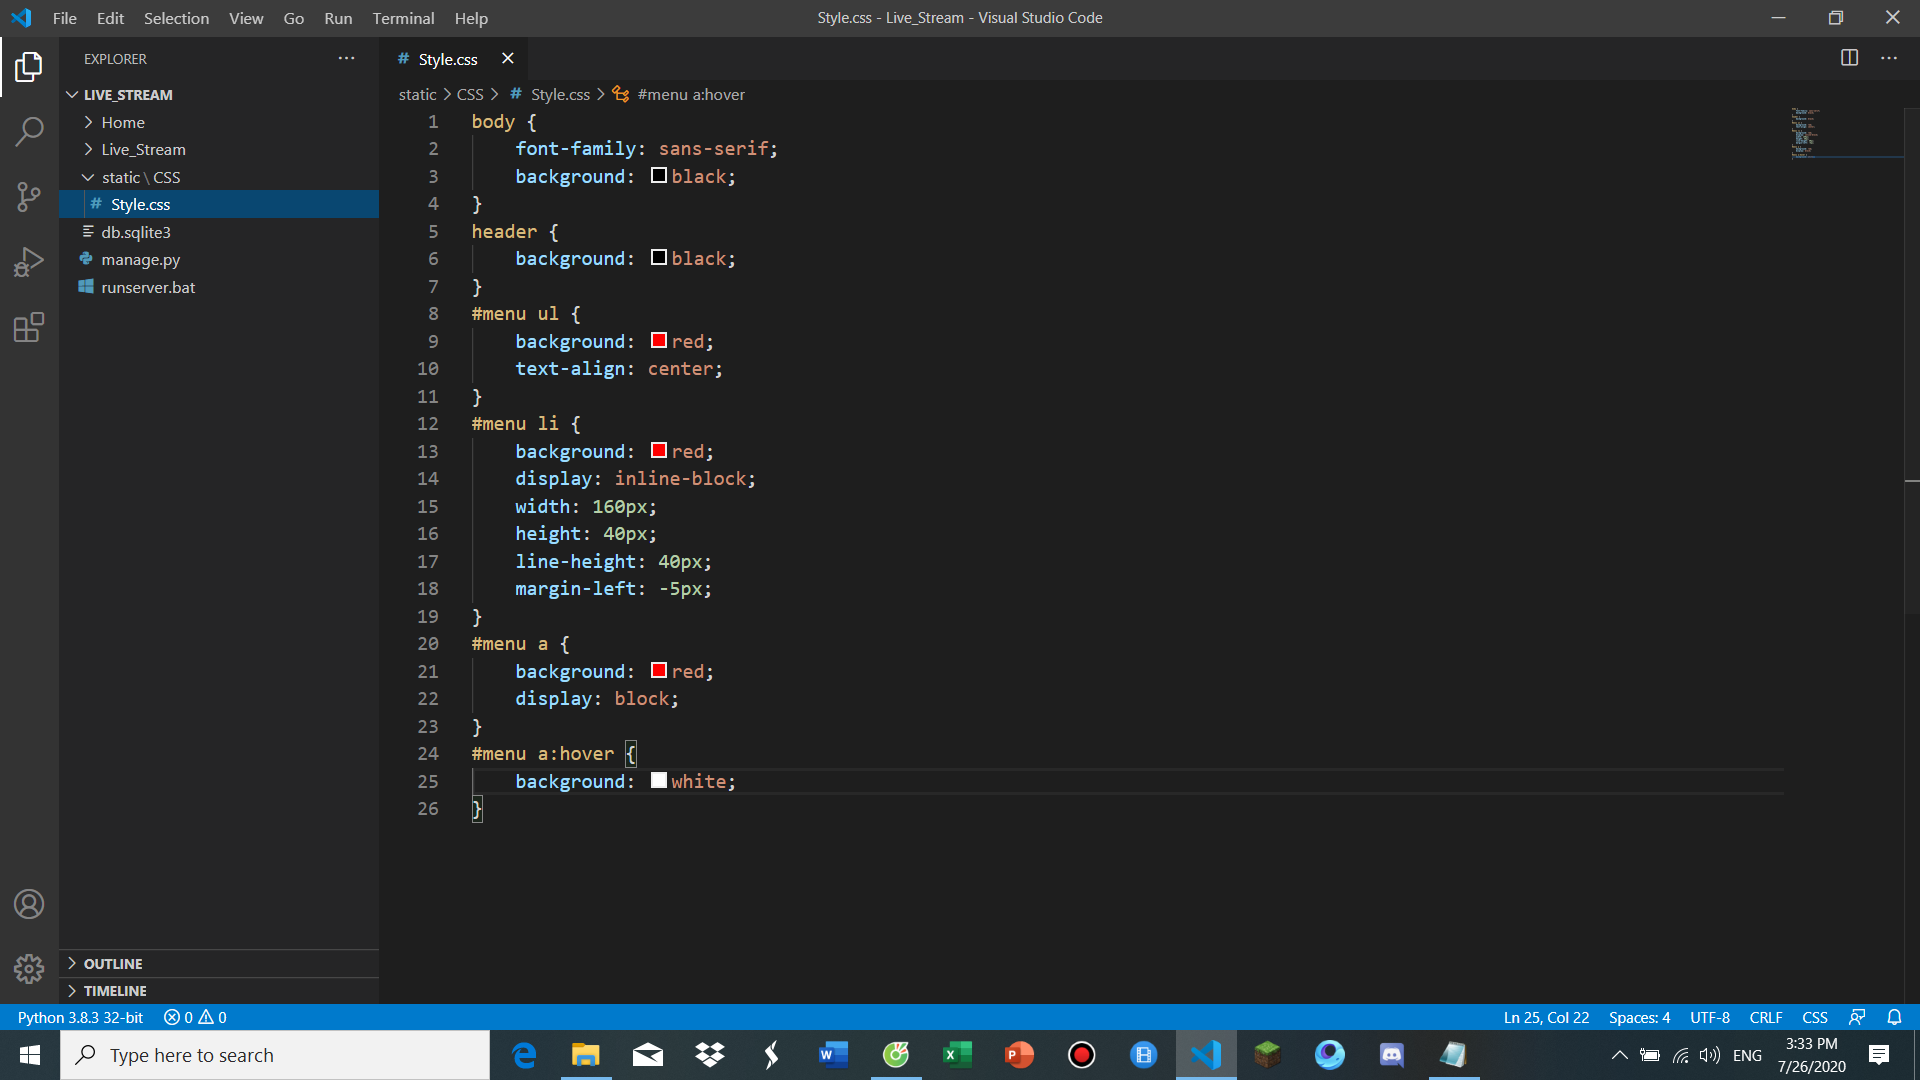 File Edit Selection View Go Run Terminal Help
Style.css - Live_Stream - Visual Studio Code
EXPLORER
Style.css
LIVE_STREAM
static > CSS > # Style.css > #menu a:hover
Home
Live_Stream
static \ CSS
# Style.css
db.sqlite3
manage.py
runserver.bat
1 body {
2 font-family: sans-serif;
3 background: black;
4 }
5 header {
6 background: black;
7 }
8 #menu ul {
9 background: red;
10 text-align: center;
11 }
12 #menu li {
13 background: red;
14 display: inline-block;
15 width: 160px;
16 height: 40px;
17 line-height: 40px;
18 margin-left: -5px;
19 }
20 #menu a {
21 background: red;
22 display: block;
23 }
24 #menu a:hover {
25 background: white;
26 }
OUTLINE
TIMELINE
Python 3.8.3 32-bit 0 0 Ln 25, Col 22 Spaces: 4 UTF-8 CRLF CSS
Type here to search
ENG
3:33 PM
7/26/2020